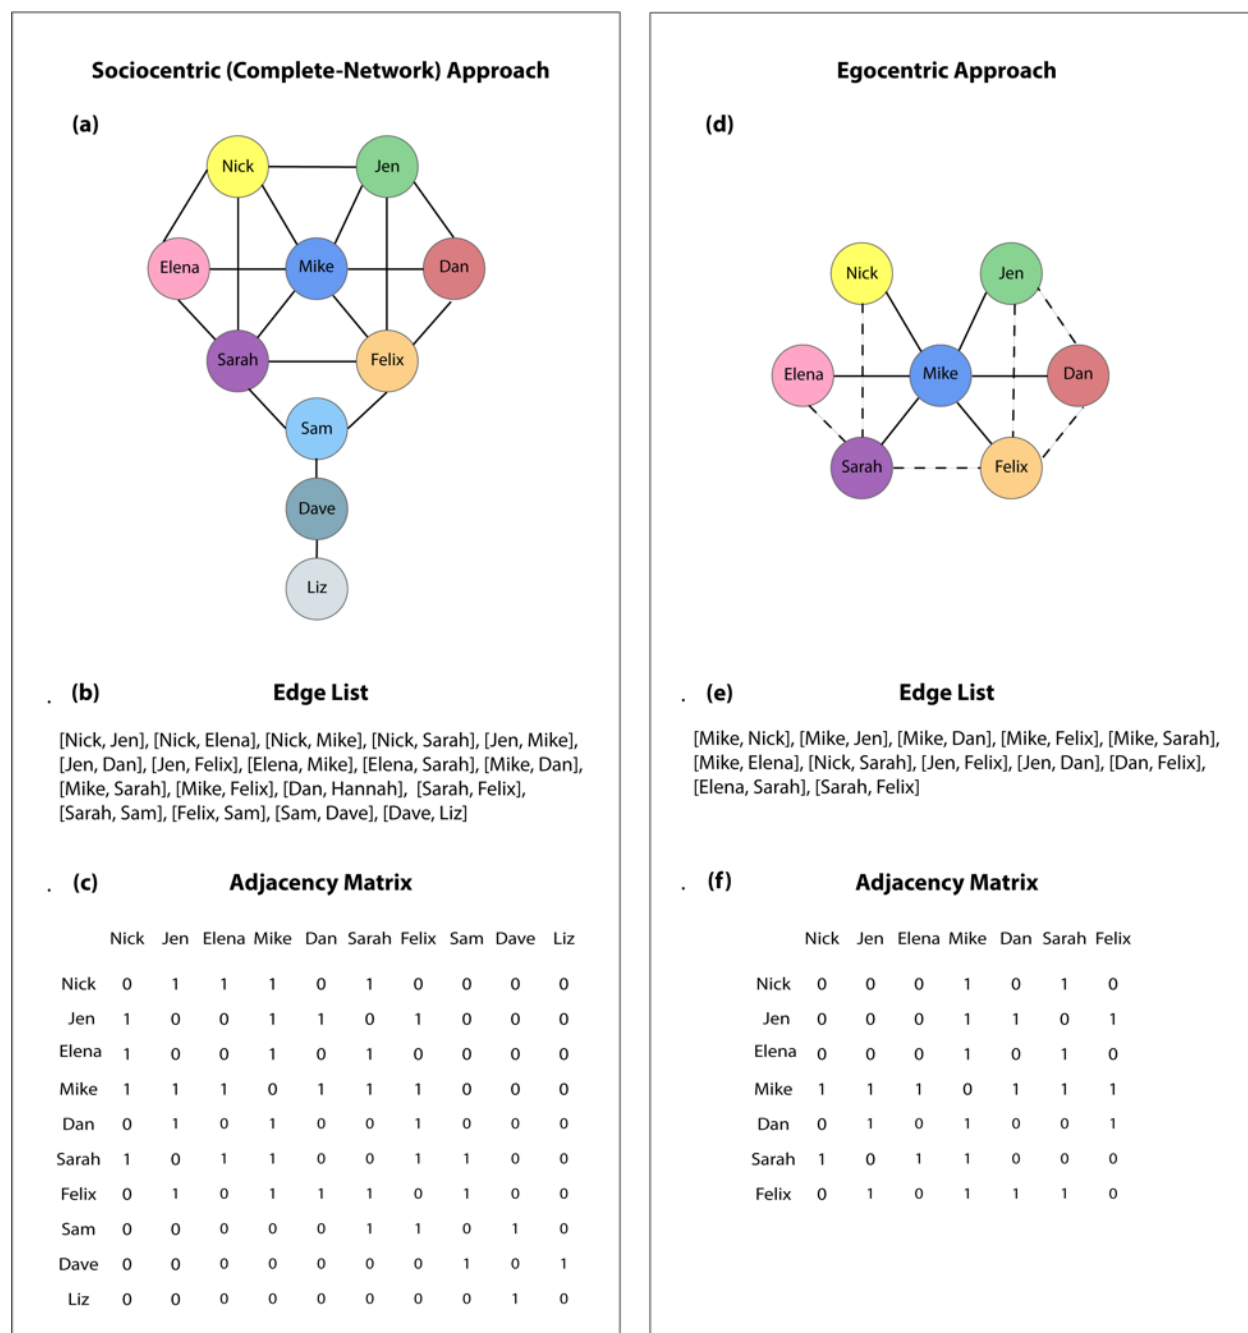 Sociocentric (Complete-Network) Approach
(a)
Nick
Jen
Elena
Mike
Dan
Sarah
Felix
Sam
Dave
Liz
. (b) Edge List
[Nick, Jen], [Nick, Elena], [Nick, Mike], [Nick, Sarah], [Jen, Mike],
[Jen, Dan], [Jen, Felix], [Elena, Mike], [Elena, Sarah], [Mike, Dan],
[Mike, Sarah], [Mike, Felix], [Dan, Hannah], [Sarah, Felix],
[Sarah, Sam], [Felix, Sam], [Sam, Dave], [Dave, Liz]
. (c) Adjacency Matrix
Nick Jen Elena Mike Dan Sarah Felix Sam Dave Liz
Nick 0 1 1 1 0 1 0 0 0 0
Jen 1 0 0 1 1 0 1 0 0 0
Elena 1 0 0 1 0 1 0 0 0 0
Mike 1 1 1 0 1 1 1 0 0 0
Dan 0 1 0 1 0 0 1 0 0 0
Sarah 1 0 1 1 0 0 1 1 0 0
Felix 0 1 0 1 1 1 0 1 0 0
Sam 0 0 0 0 0 1 1 0 1 0
Dave 0 0 0 0 0 0 0 1 0 1
Liz 0 0 0 0 0 0 0 0 1 0
Egocentric Approach
(d)
Nick
Jen
Elena
Mike
Dan
Sarah
Felix
. (e) Edge List
[Mike, Nick], [Mike, Jen], [Mike, Dan], [Mike, Felix], [Mike, Sarah],
[Mike, Elena], [Nick, Sarah], [Jen, Felix], [Jen, Dan], [Dan, Felix],
[Elena, Sarah], [Sarah, Felix]
. (f) Adjacency Matrix
Nick Jen Elena Mike Dan Sarah Felix
Nick 0 0 0 1 0 1 0
Jen 0 0 0 1 1 0 1
Elena 0 0 0 1 0 1 0
Mike 1 1 1 0 1 1 1
Dan 0 1 0 1 0 0 1
Sarah 1 0 1 1 0 0 0
Felix 0 1 0 1 1 1 0